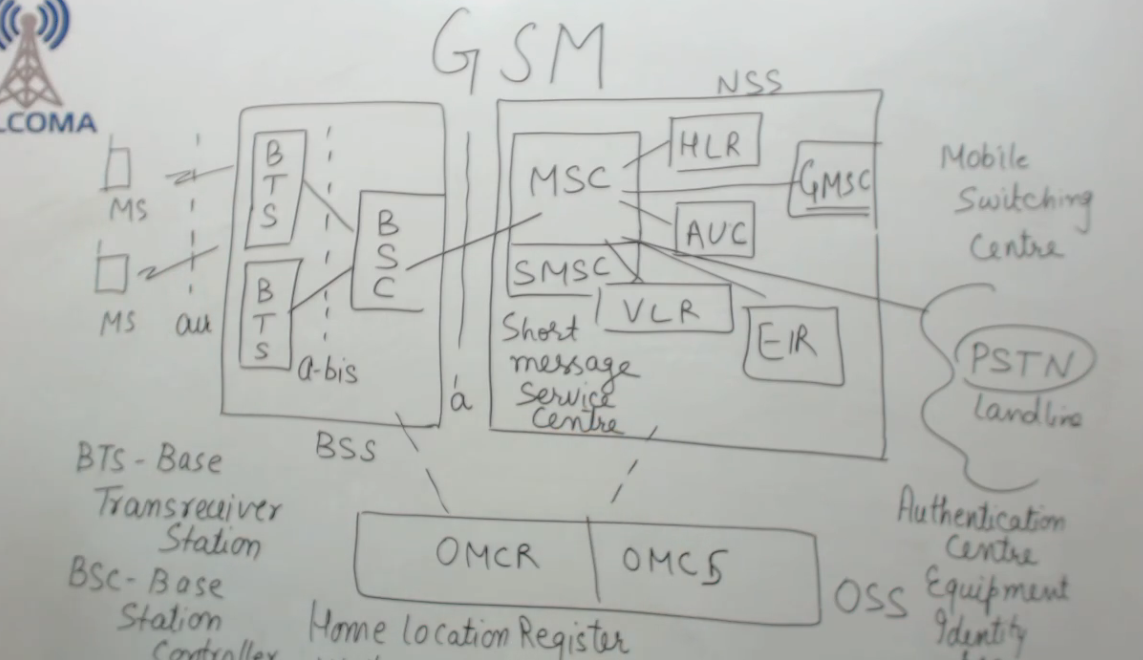 GSM
LCOMA
NSS
MS
MS
air
BTS
BTS
a-bis
BSC
BSS
a
MSC
SMSC
Short
message
Service
Centre
HLR
GMSC
AUC
VLR
EIR
Mobile
Switching
Centre
PSTN
Landline
BTS - Base
Transreceiver
Station
BSC - Base
Station
Controller
OMCR
OMCS
OSS
Home Location Register
Authentication
Centre
Equipment
Identity